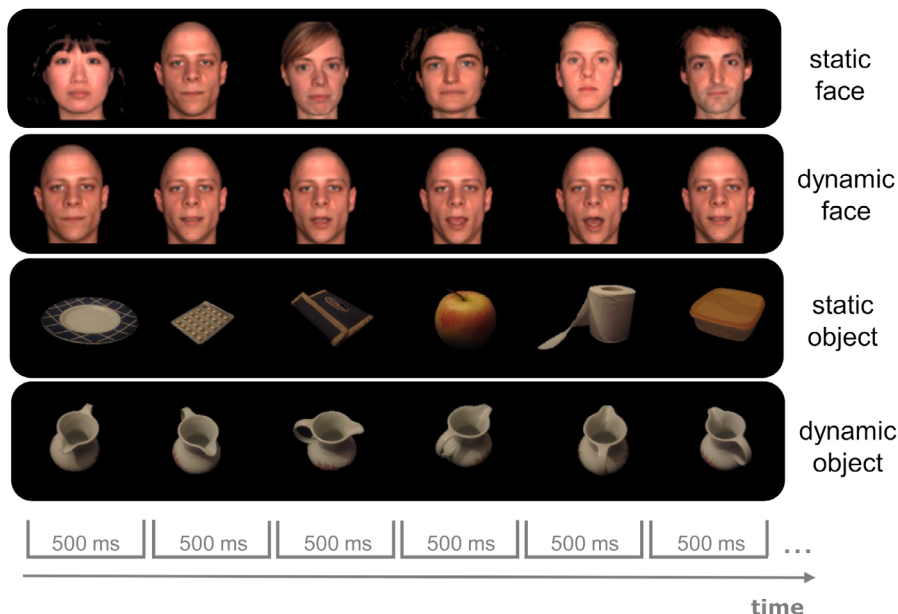 static
face
dynamic
face
static
object
dynamic
object
500 ms 500 ms 500 ms 500 ms 500 ms 500 ms ...
time